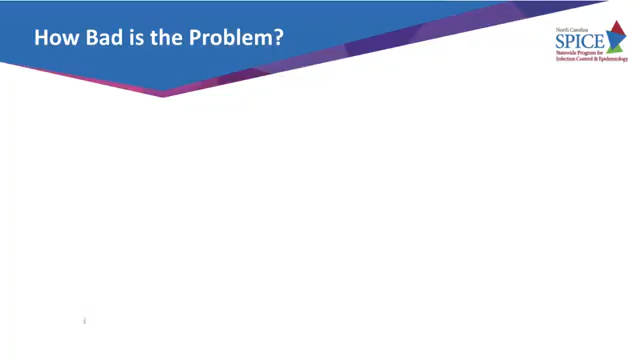 How Bad is the Problem?
North Carolina
SPICE
Statewide Program for
Infection Control & Epidemiology